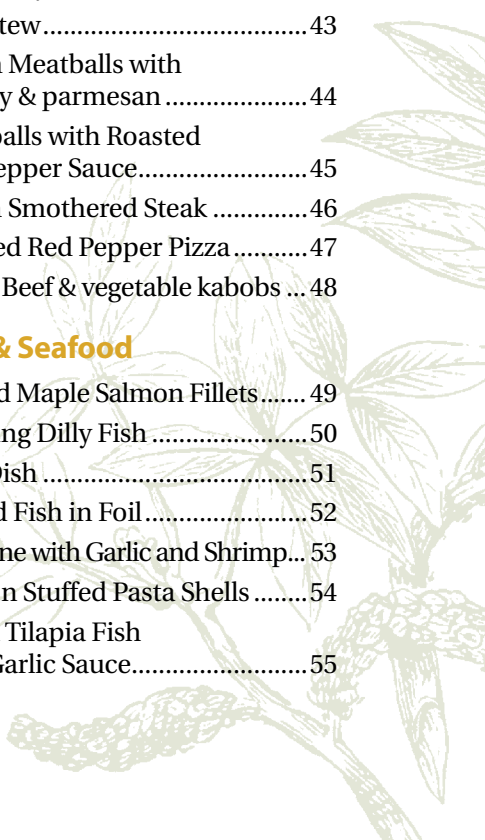 tew....................................43
Meatballs with
y & parmesan.....................44
alls with Roasted
epper Sauce.........................45
Smothered Steak..............46
ed Red Pepper Pizza...........47
Beef & vegetable kabobs...48
& Seafood
d Maple Salmon Fillets.......49
ng Dilly Fish.......................50
ish.......................................51
d Fish in Foil........................52
ne with Garlic and Shrimp...53
n Stuffed Pasta Shells........54
Tilapia Fish
Garlic Sauce..........................55